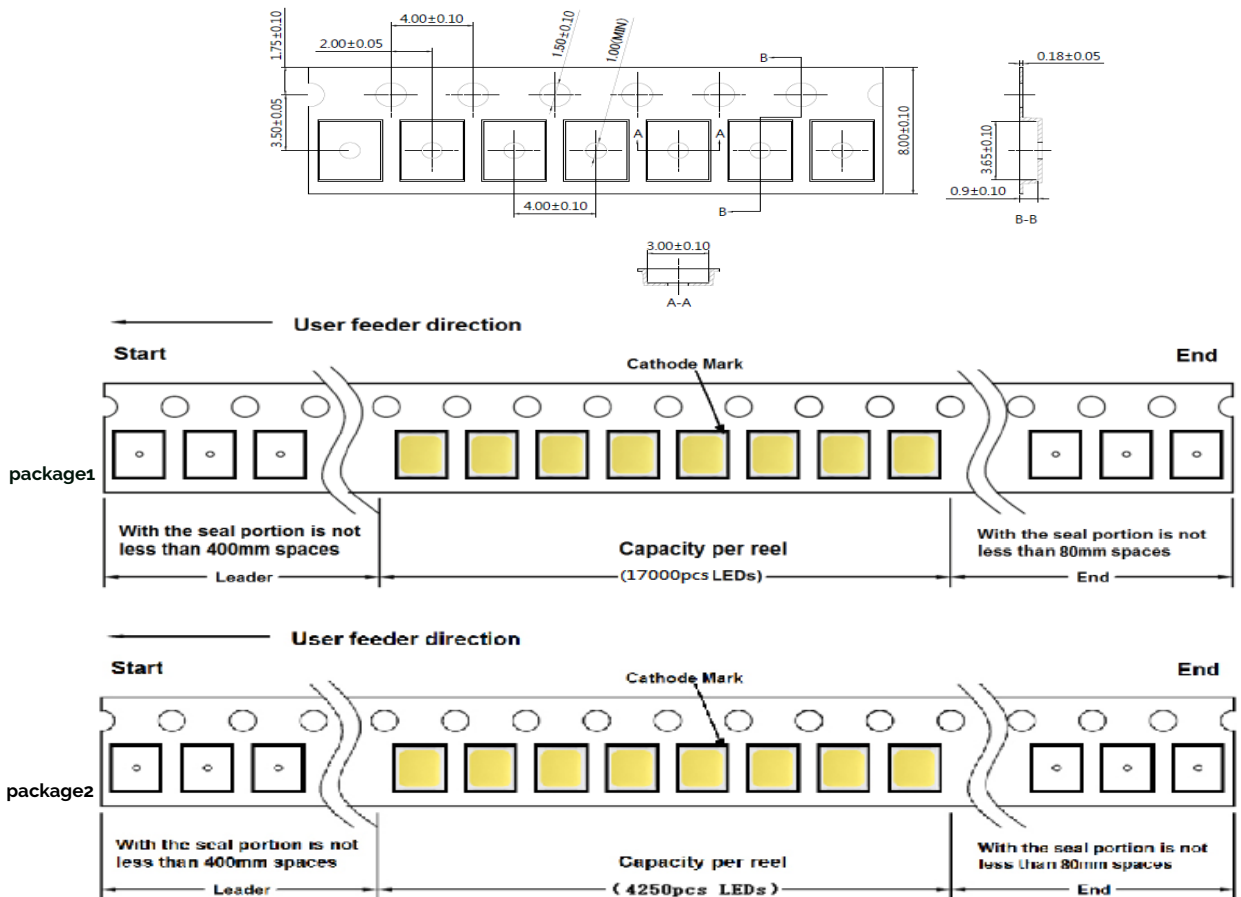 4.00±0.10
1.75±0.10
2.00±0.05
1.50±0.10
1.00(MIN)
B
0.18±0.05
3.50±0.05
A
A
8.00±0.10
3.65±0.10
0.9±0.10
4.00±0.10
B
B-B
3.00±0.10
A-A
User feeder direction
Start
Cathode Mark
End
package1
With the seal portion is not
less than 400mm spaces
Capacity per reel
With the seal portion is not
less than 80mm spaces
Leader
(17000pcs LEDs)
End
User feeder direction
Start
Cathode Mark
End
package2
With the seal portion is not
less than 400mm spaces
Capacity per reel
With the seal portion is not
less than 80mm spaces
Leader
(4250pcs LEDs)
End